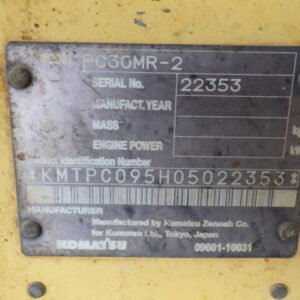 PC30MR-2
SERIAL NO. 22353
MANUFACT.YEAR
MASS
ENGINE POWER
Product Identification Number
*KMTPC095H05022353*
MANUFACTURER
Manufactured by Komatsu Zenoah Co.
for Komatsu Ltd., Tokyo, Japan
KOMATSU 09601-10031